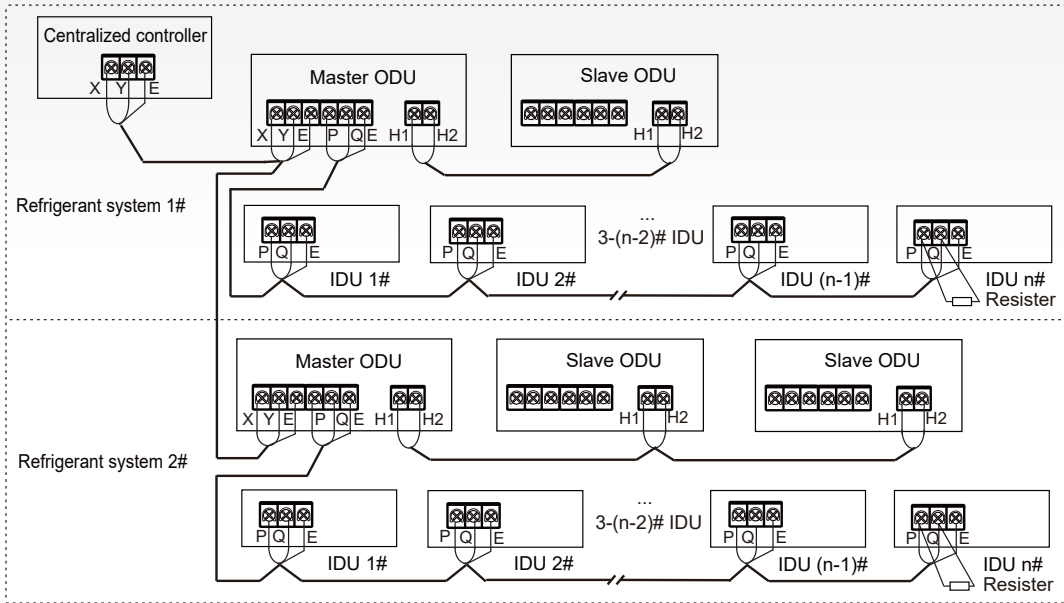 Centralized controller
X Y E
Master ODU
X Y E P Q E H1 H2
Slave ODU
H1 H2
Refrigerant system 1#
P Q E
IDU 1#
P Q E
IDU 2#
...
3-(n-2)# IDU
P Q E
IDU (n-1)#
P Q E
IDU n#
Resister
Master ODU
X Y E P Q E H1 H2
Slave ODU
H1 H2
Slave ODU
H1 H2
Refrigerant system 2#
P Q E
IDU 1#
P Q E
IDU 2#
...
3-(n-2)# IDU
P Q E
IDU (n-1)#
P Q E
IDU n#
Resister